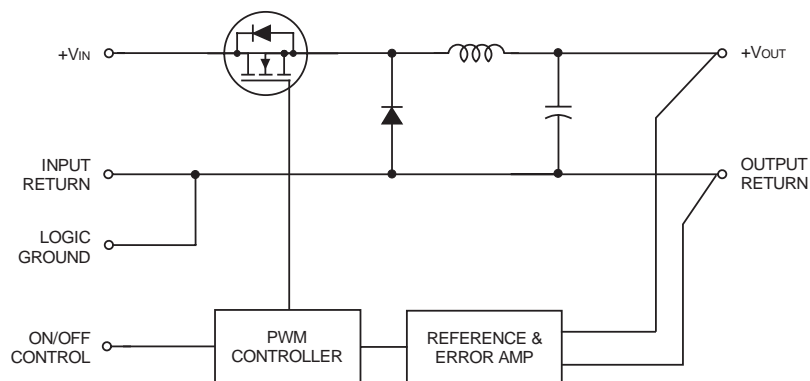 +VIN
+VOUT
INPUT
RETURN
OUTPUT
RETURN
LOGIC
GROUND
ON/OFF
CONTROL
PWM
CONTROLLER
REFERENCE &
ERROR AMP